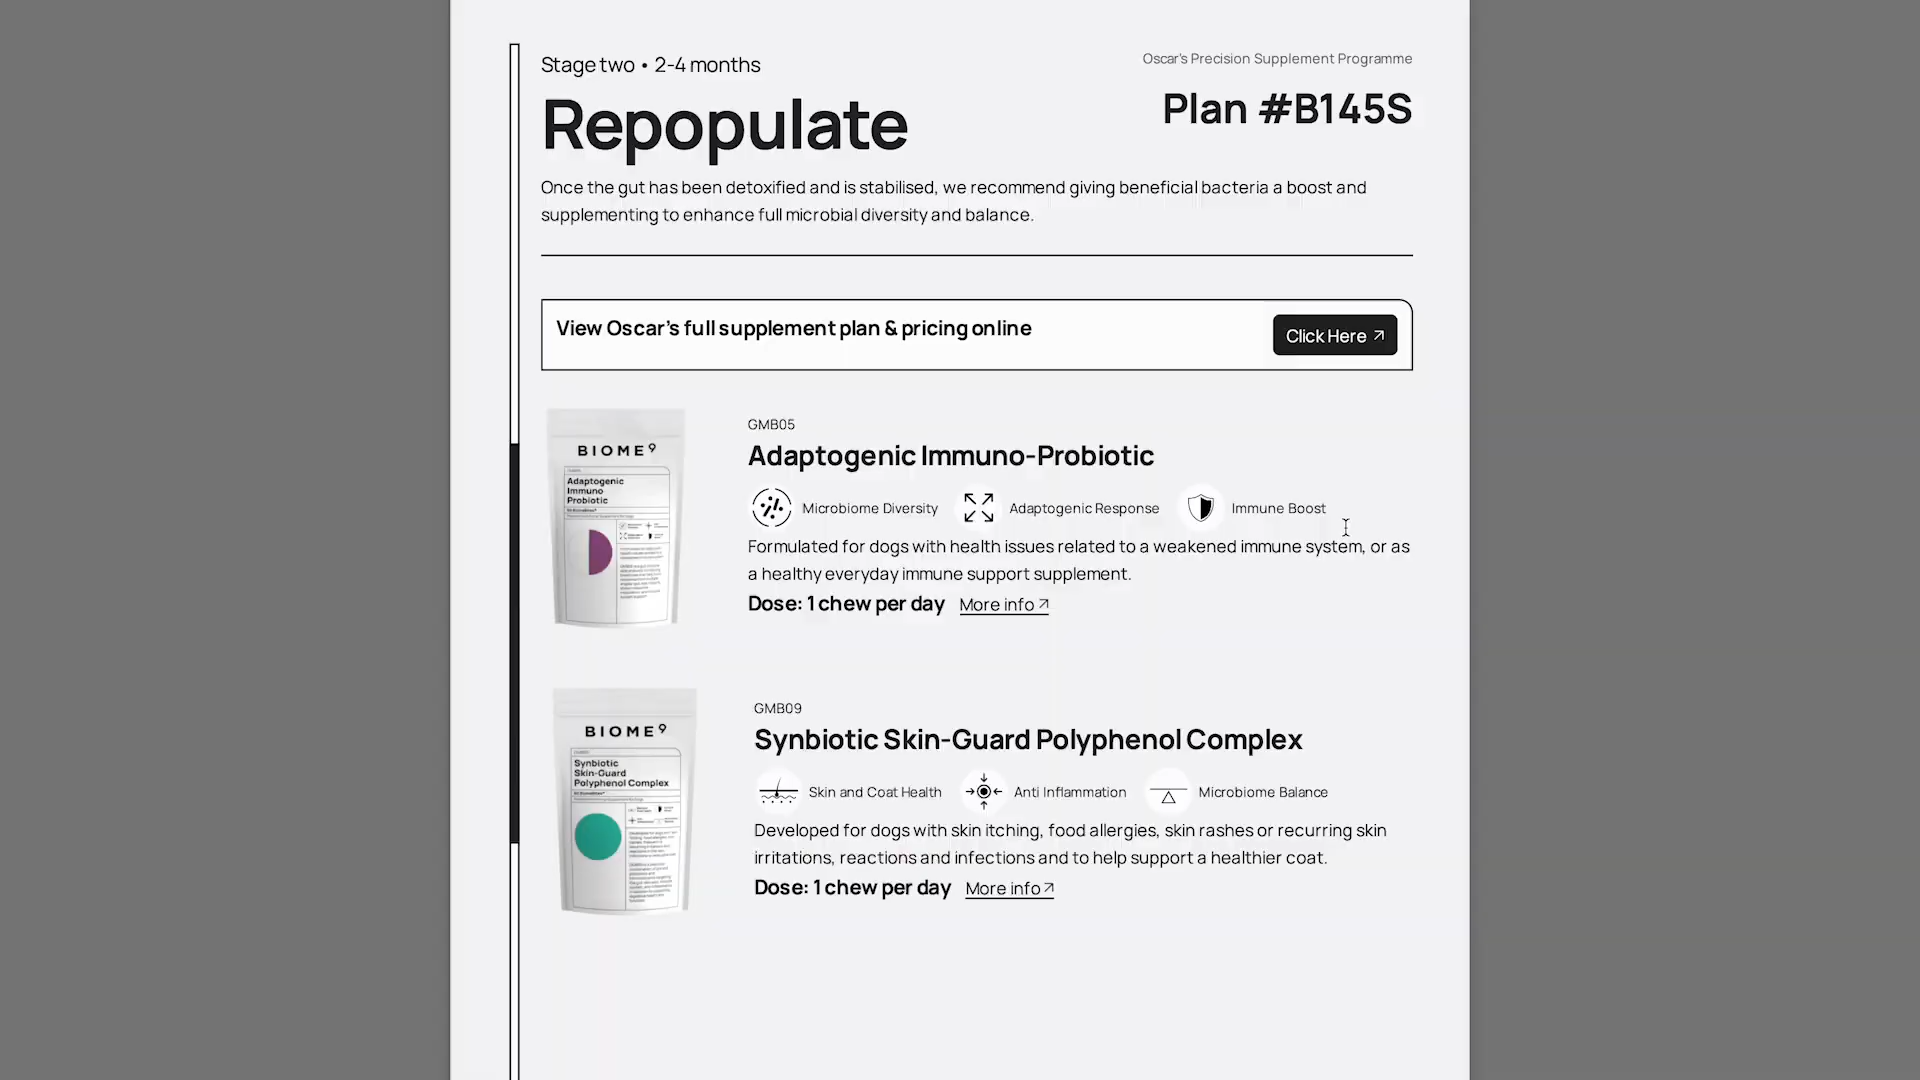 Stage two • 2-4 months
Oscar's Precision Supplement Programme
Repopulate
Plan #B145S
Once the gut has been detoxified and is stabilised, we recommend giving beneficial bacteria a boost and
supplementing to enhance full microbial diversity and balance.
View Oscar's full supplement plan & pricing online
Click Here
BIOME9
Adaptogenic
Immuno
Probiotic
GMB05
Adaptogenic Immuno-Probiotic
Microbiome Diversity
Adaptogenic Response
Immune Boost
Formulated for dogs with health issues related to a weakened immune system, or as
a healthy everyday immune support supplement.
Dose: 1 chew per day More info
BIOME9
Synbiotic
Skin-Guard
Polyphenol Complex
GMB09
Synbiotic Skin-Guard Polyphenol Complex
Skin and Coat Health
Anti Inflammation
Microbiome Balance
Developed for dogs with skin itching, food allergies, skin rashes or recurring skin
irritations, reactions and infections and to help support a healthier coat.
Dose: 1 chew per day More info